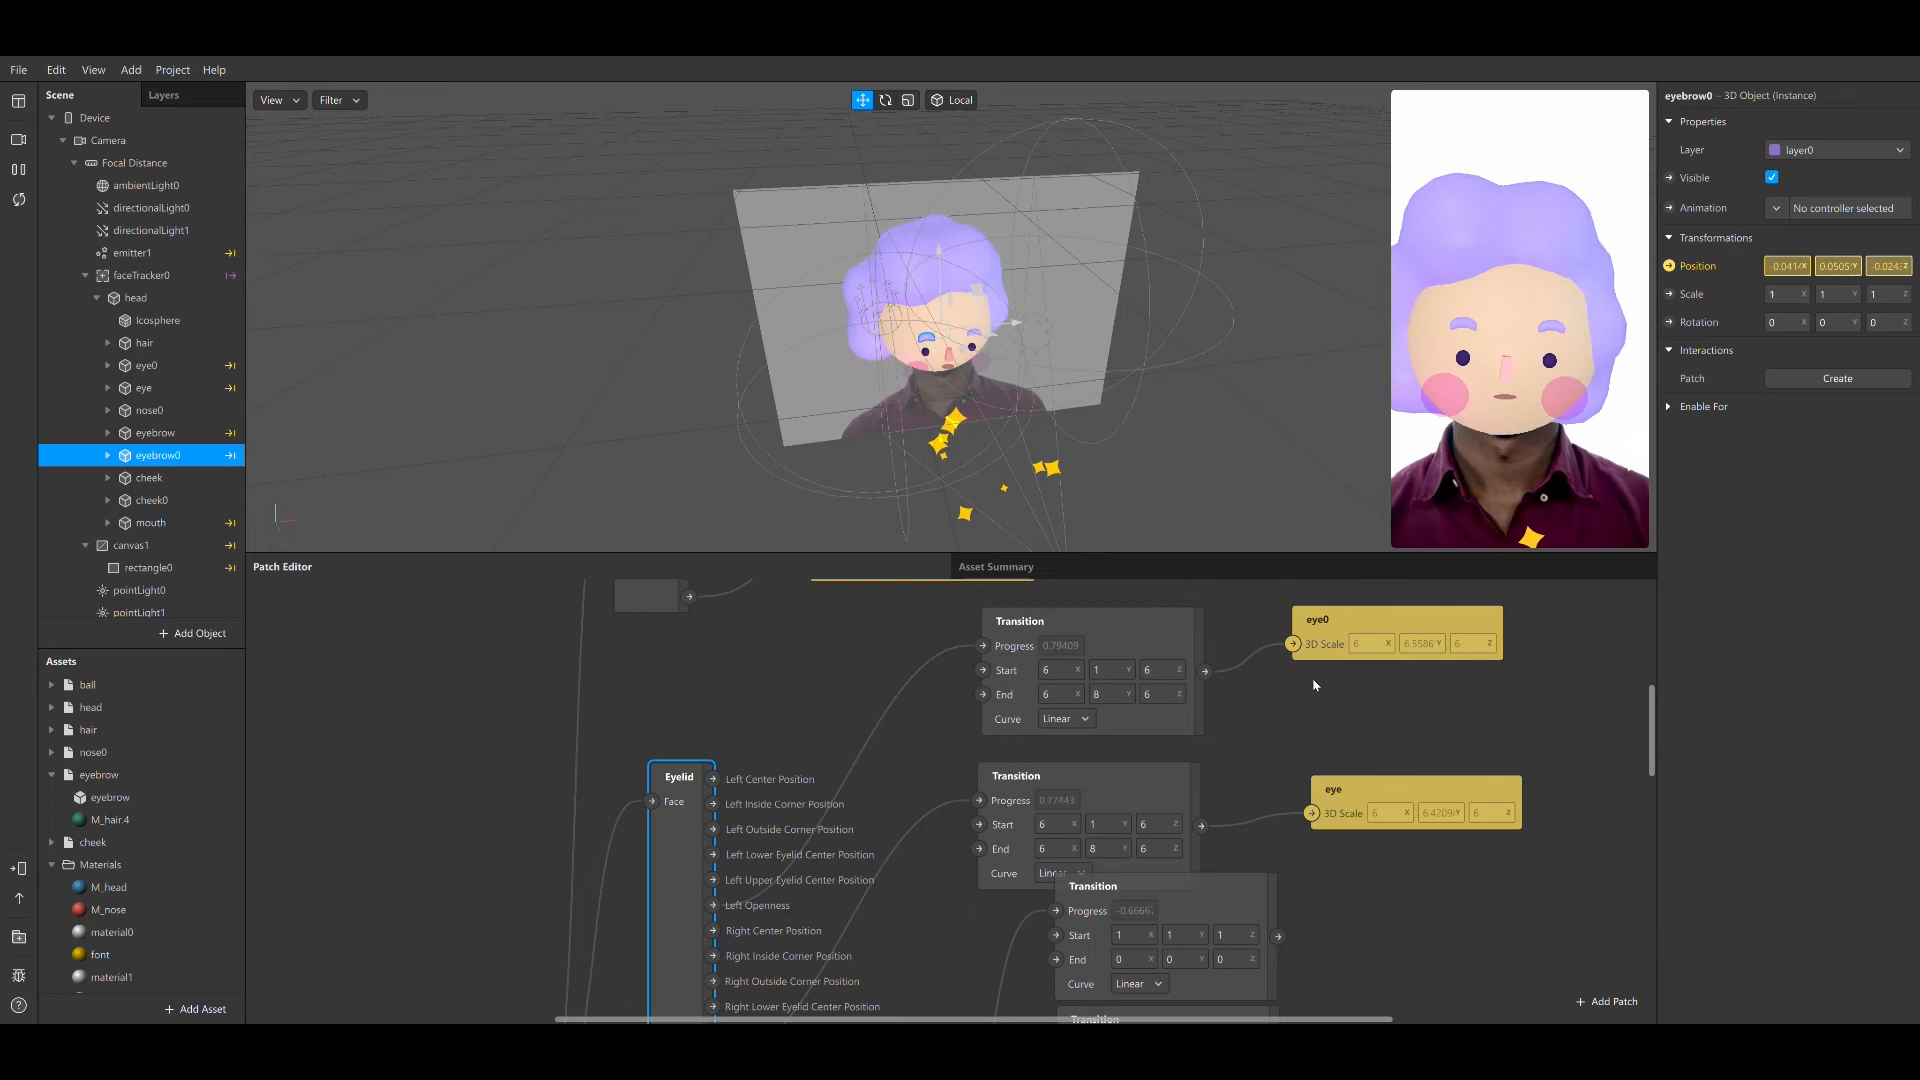 File Edit View Add Project Help
Scene Layers
Device
Camera
Focal Distance
ambientLight0
directionalLight0
directionalLight1
emitter1
faceTracker0
head
Icosphere
hair
eye0
eye
nose0
eyebrow
eyebrow0
cheek
cheek0
mouth
canvas1
rectangle0
pointLight0
pointLight1
+ Add Object
Assets
ball
head
hair
nose0
eyebrow
eyebrow
M_hair.4
cheek
Materials
M_head
M_nose
material0
font
material1
+ Add Asset
View Filter Local
Patch Editor Asset Summary
Transition
Progress 0.79409
Start 6 X 1 Y 6 Z
End 6 X 8 Y 6 Z
Curve Linear
eye0
3D Scale 6 X 6.5586 Y 6 Z
Eyelid
Face
Left Center Position
Left Inside Corner Position
Left Outside Corner Position
Left Lower Eyelid Center Position
Left Upper Eyelid Center Position
Left Openness
Right Center Position
Right Inside Corner Position
Right Outside Corner Position
Right Lower Eyelid Center Position
Transition
Progress 0.77443
Start 6 X 1 Y 6 Z
End 6 X 8 Y 6 Z
Curve Linear
eye
3D Scale 6 X Y 6 Z
Transition
Progress
Start 1 X 1 Y 1 Z
End 0 X 0 Y 0 Z
Curve Linear
Transition
+ Add Patch
eyebrow0 – 3D Object (Instance)
Properties
Layer layer0
Visible
Animation No controller selected
Transformations
Position X Y Z
Scale 1 X 1 Y 1 Z
Rotation 0 X 0 Y 0 Z
Interactions
Patch Create
Enable For